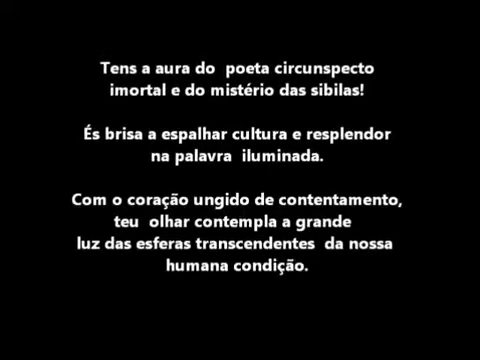 Tens a aura do poeta circunspecto
imortal e do mistério das sibilas!
És brisa a espalhar cultura e resplendor
na palavra iluminada.
Com o coração ungido de contentamento,
teu olhar contempla a grande
luz das esferas transcendentes da nossa
humana condição.